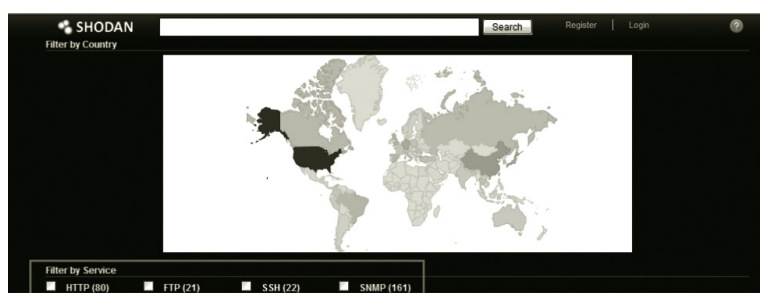 SHODAN Search Register | Login ?
Filter by Country
Filter by Service
HTTP (80) FTP (21) SSH (22) SNMP (161)